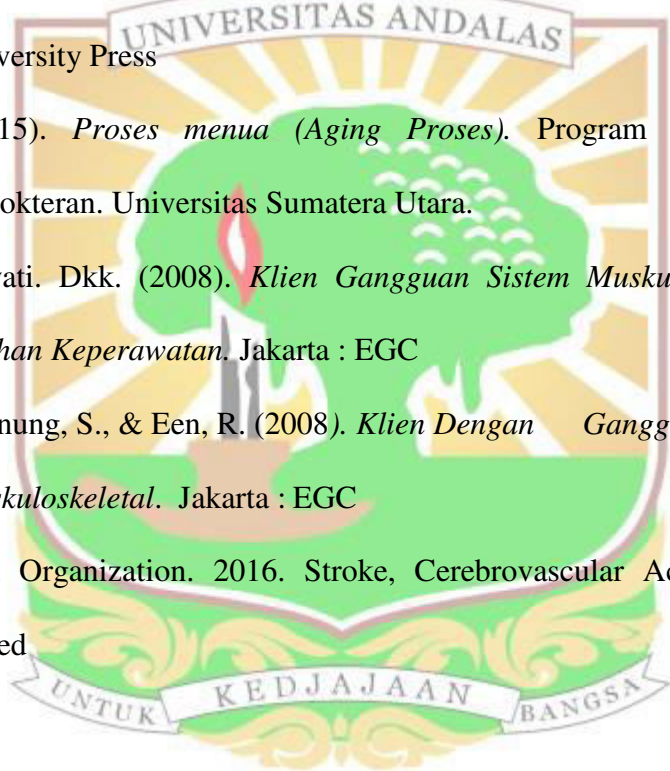 UNIVERSITAS ANDALAS
versity Press
15). Proses menua (Aging Proses). Program
okteran. Universitas Sumatera Utara.
vati. Dkk. (2008). Klien Gangguan Sistem Musku
han Keperawatan. Jakarta : EGC
nung, S., & Een, R. (2008). Klien Dengan Gangg
kuloskeletal. Jakarta : EGC
Organization. 2016. Stroke, Cerebrovascular Ac
ed
UNTUK KEDJAJAAN BANGSA